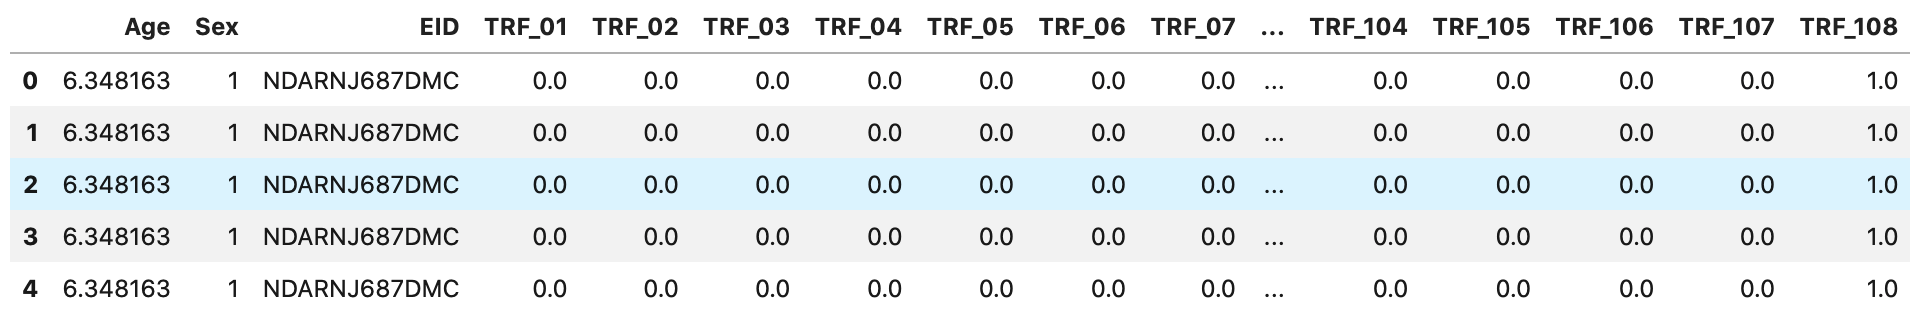 Age Sex EID TRF_01 TRF_02 TRF_03 TRF_04 TRF_05 TRF_06 TRF_07 ... TRF_104 TRF_105 TRF_106 TRF_107 TRF_108
0 6.348163 1 NDARNJ687DMC 0.0 0.0 0.0 0.0 0.0 0.0 0.0 ... 0.0 0.0 0.0 0.0 1.0
1 6.348163 1 NDARNJ687DMC 0.0 0.0 0.0 0.0 0.0 0.0 0.0 ... 0.0 0.0 0.0 0.0 1.0
2 6.348163 1 NDARNJ687DMC 0.0 0.0 0.0 0.0 0.0 0.0 0.0 ... 0.0 0.0 0.0 0.0 1.0
3 6.348163 1 NDARNJ687DMC 0.0 0.0 0.0 0.0 0.0 0.0 0.0 ... 0.0 0.0 0.0 0.0 1.0
4 6.348163 1 NDARNJ687DMC 0.0 0.0 0.0 0.0 0.0 0.0 0.0 ... 0.0 0.0 0.0 0.0 1.0